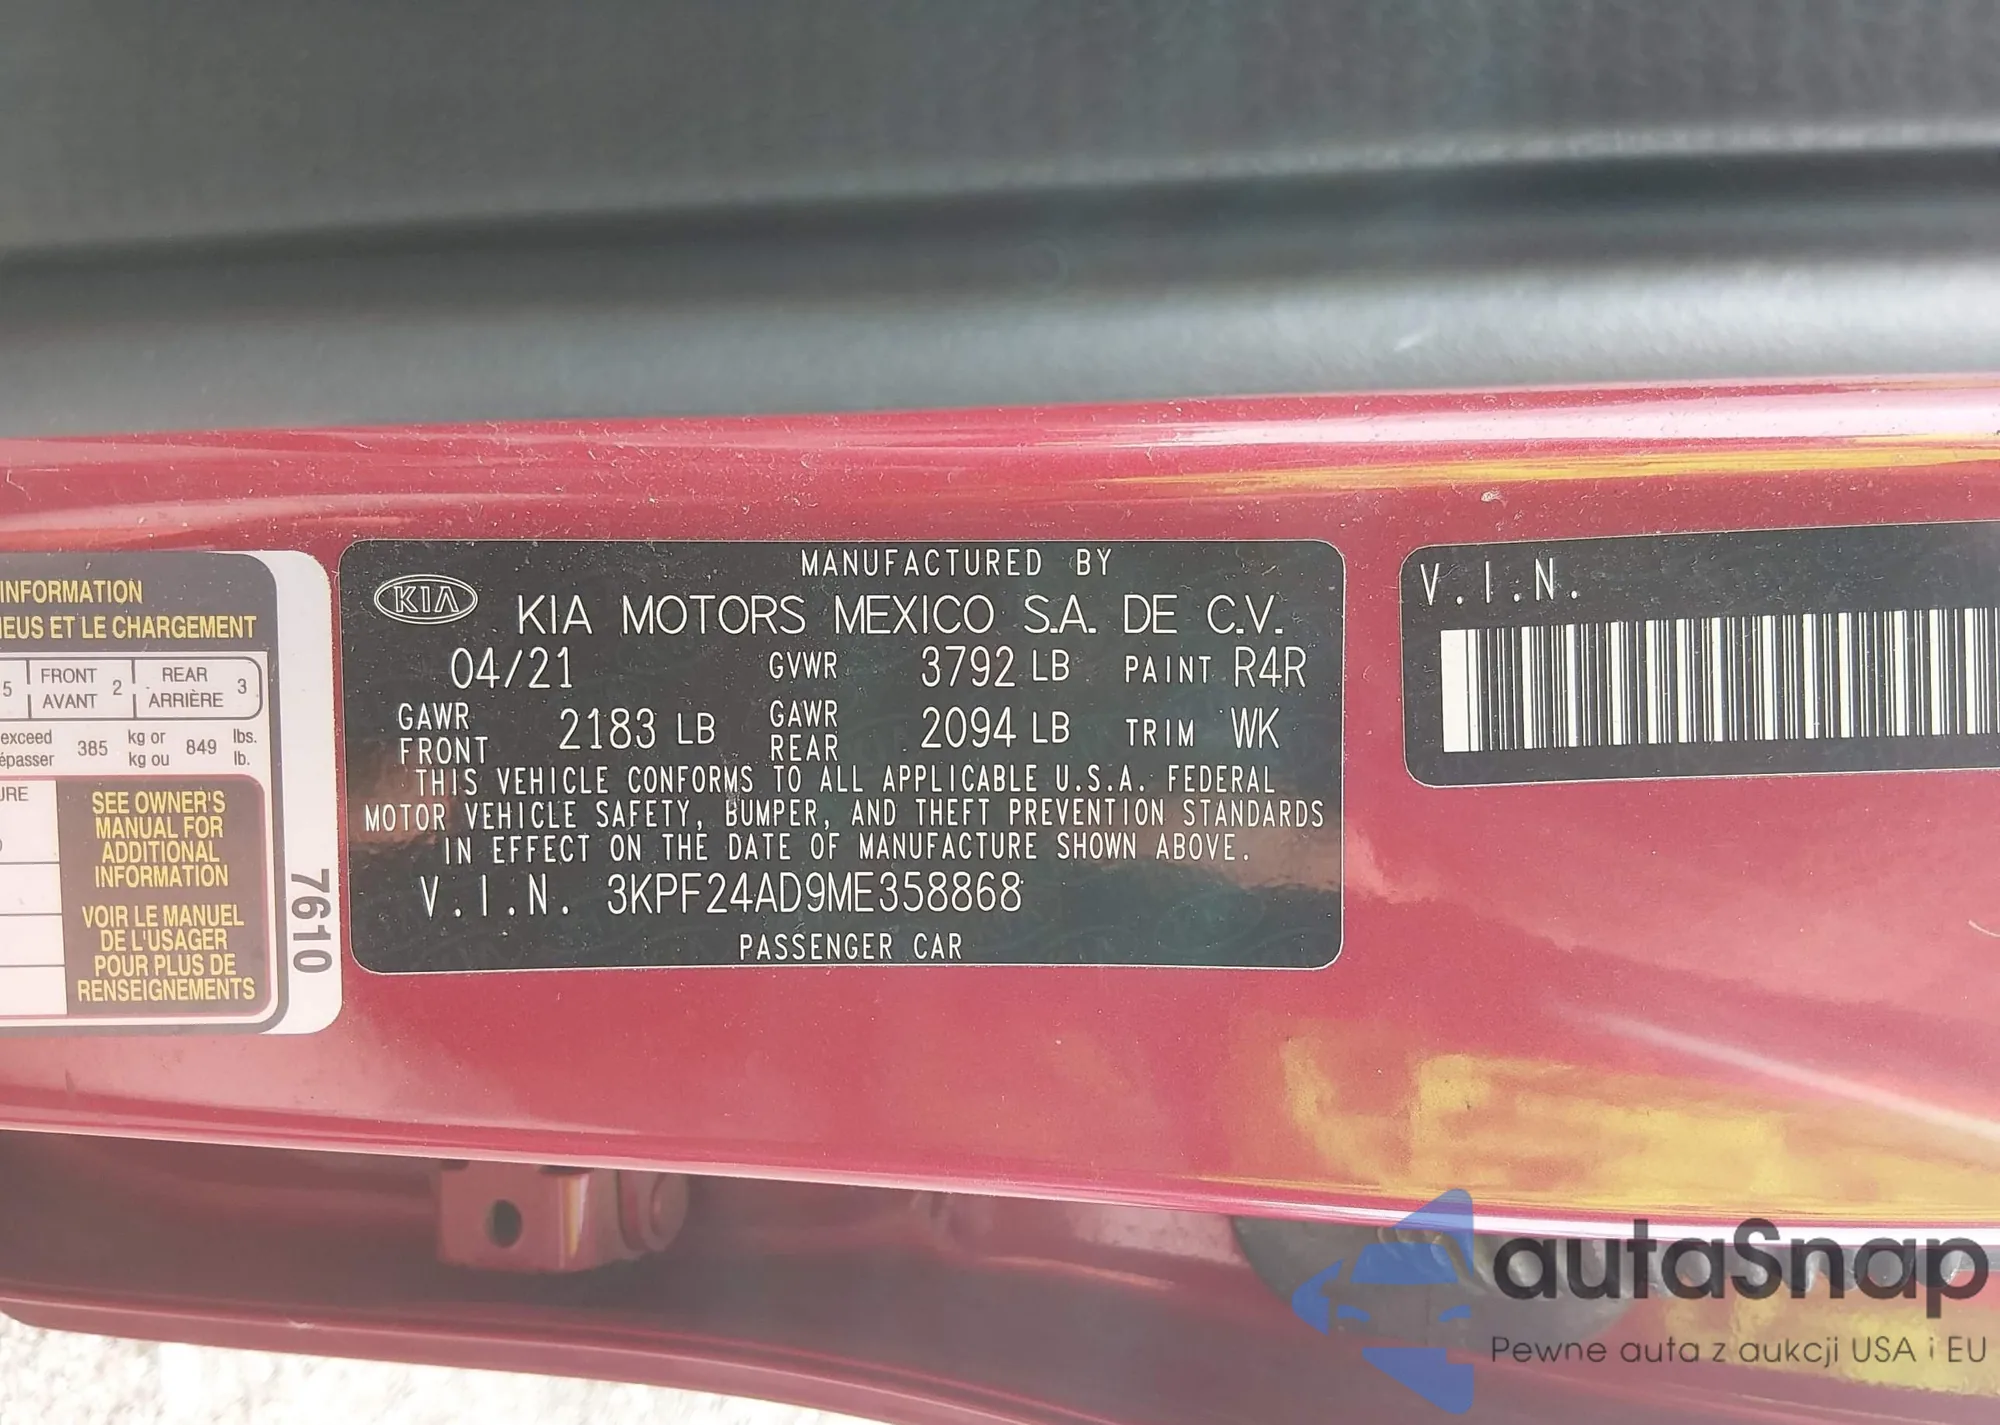 INFORMATION
NEUS ET LE CHARGEMENT
5 FRONT 2 REAR 3
AVANT ARRIÈRE
exceed 385 kg or 849 lbs.
épasser kg ou lb.
URE
SEE OWNER'S
MANUAL FOR
ADDITIONAL
INFORMATION
VOIR LE MANUEL
DE L'USAGER
POUR PLUS DE
RENSEIGNEMENTS
7610
MANUFACTURED BY
KIA KIA MOTORS MEXICO S.A. DE C.V.
04/21 GVWR 3792 LB PAINT R4R
GAWR FRONT 2183 LB GAWR REAR 2094 LB TRIM WK
THIS VEHICLE CONFORMS TO ALL APPLICABLE U.S.A. FEDERAL
MOTOR VEHICLE SAFETY, BUMPER, AND THEFT PREVENTION STANDARDS
IN EFFECT ON THE DATE OF MANUFACTURE SHOWN ABOVE.
V.I.N. 3KPF24AD9ME358868
PASSENGER CAR
V.I.N.
autaSnap
Pewne auta z aukcji USA i EU